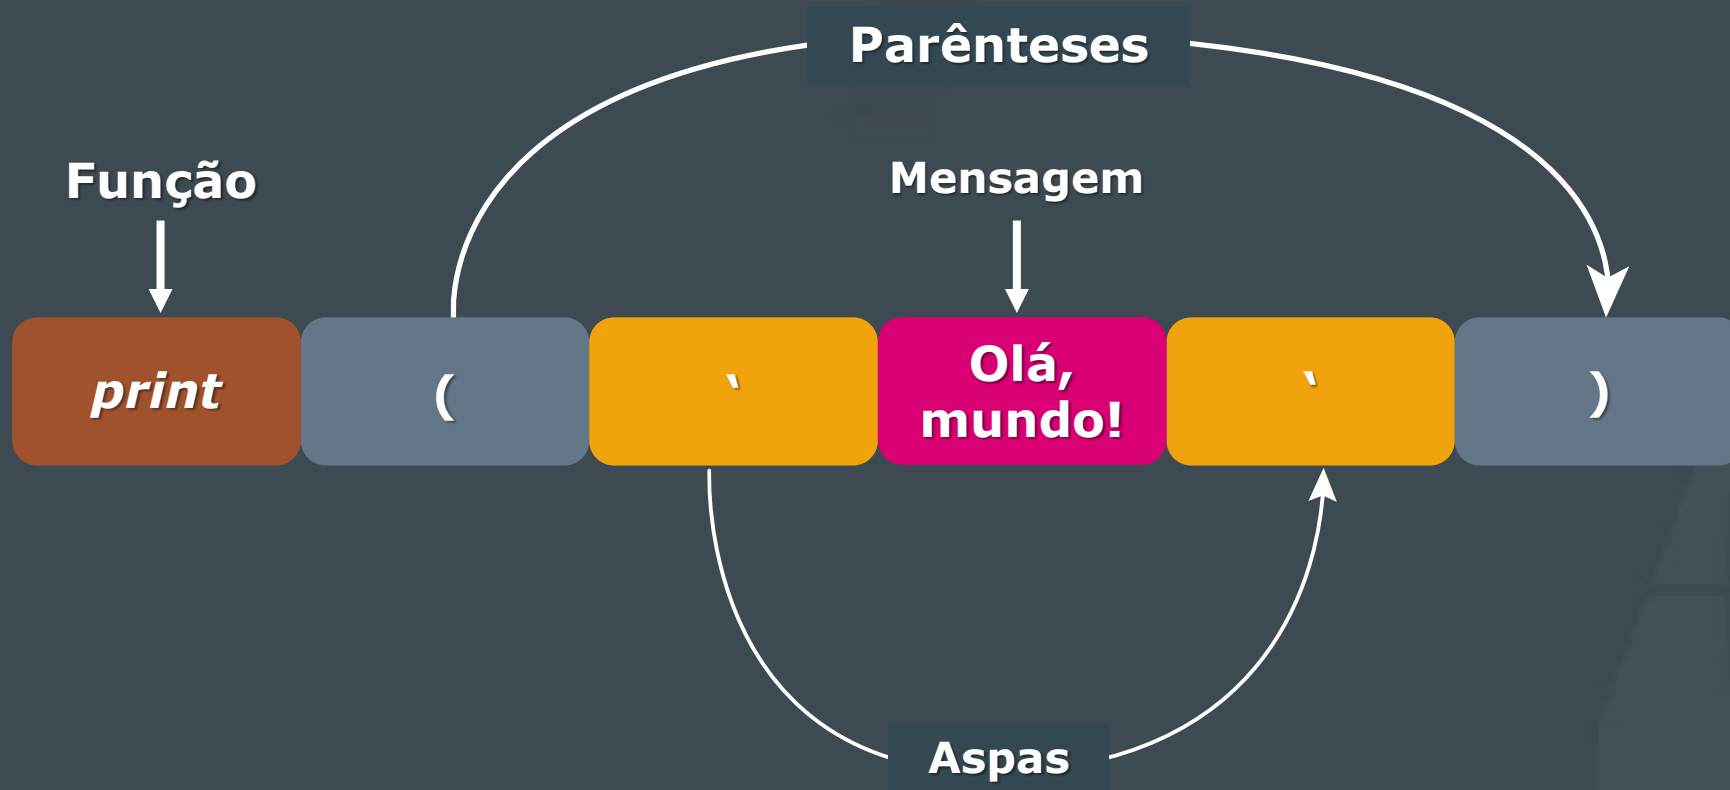 Parênteses
Função
Mensagem
print
(
‛
Olá,
mundo!
‛
)
Aspas